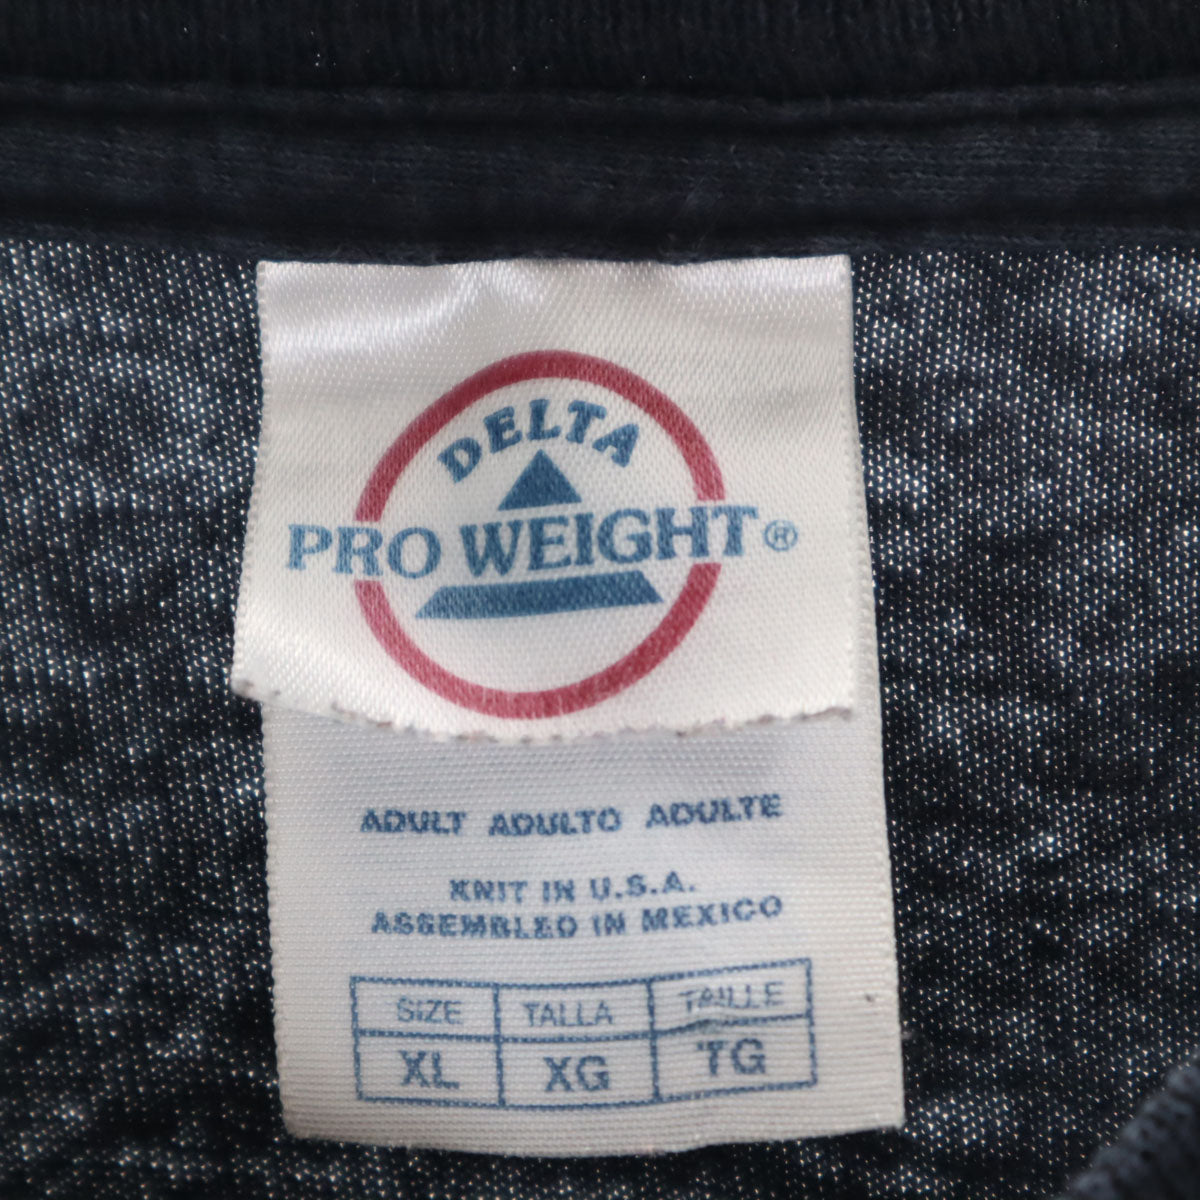 DELTA
PRO WEIGHT®
ADULT ADULTO ADULTE
KNIT IN U.S.A.
ASSEMBLED IN MEXICO
SIZE TALLA TAILLE
XL XG TG